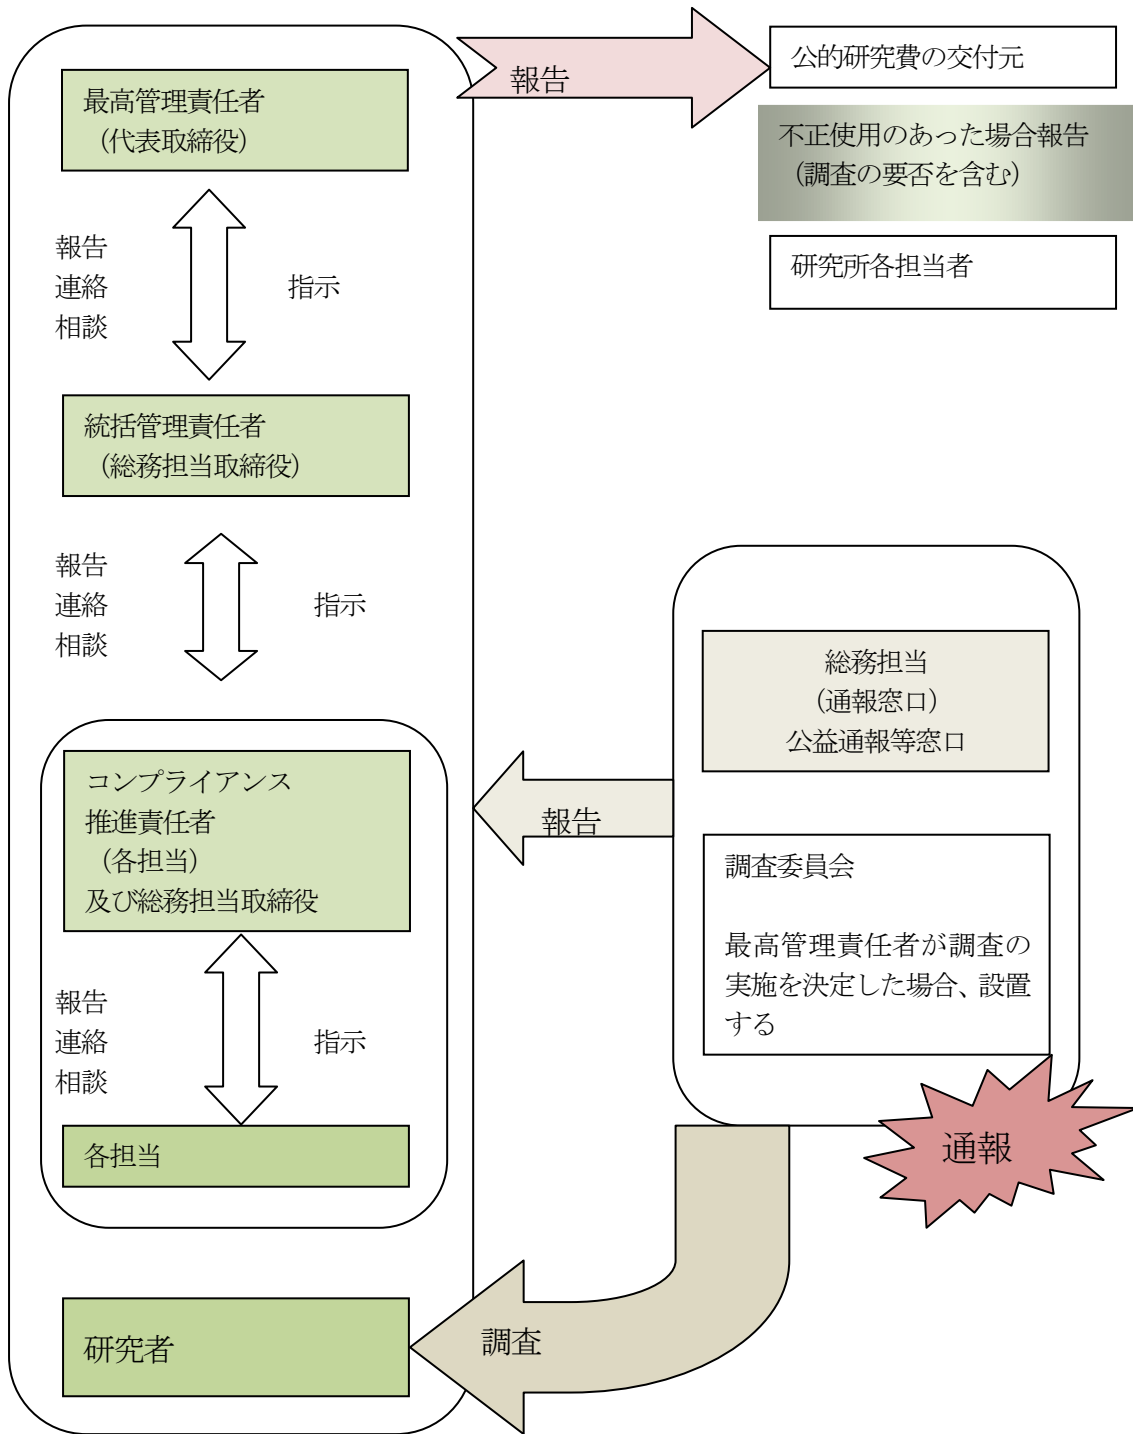 最高管理責任者
（代表取締役）
報告
連絡
相談
指示
統括管理責任者
（総務担当取締役）
報告
連絡
相談
指示
コンプライアンス
推進責任者
（各担当）
及び総務担当取締役
報告
連絡
相談
指示
各担当
研究者
報告
公的研究費の交付元
不正使用のあった場合報告
（調査の要否を含む）
研究所各担当者
総務担当
（通報窓口）
公益通報等窓口
報告
調査委員会
最高管理責任者が調査の
実施を決定した場合、設置
する
通報
調査